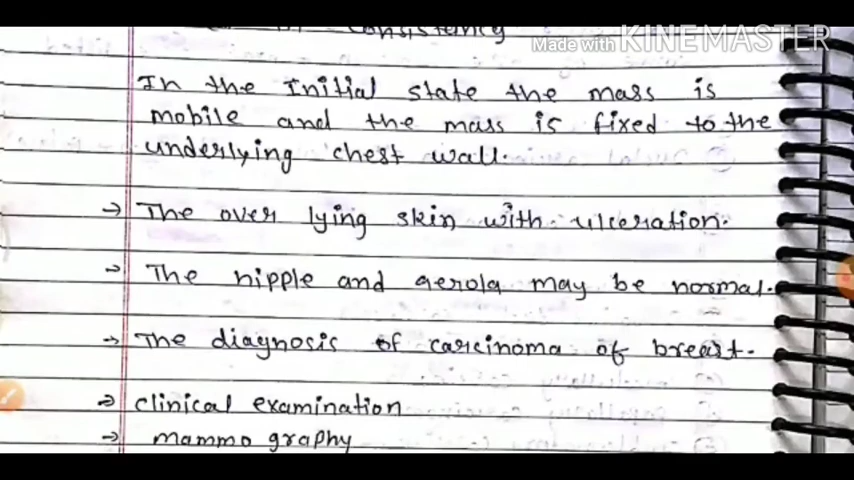 consistency
Made with KINEMASTER
In the Initial state the mass is
mobile and the mass is fixed to the
underlying chest wall.
→ The over lying skin with ulceration.
→ The nipple and aerola may be normal.
→ The diagnosis of carcinoma of breast.
→ clinical examination
→ mammo graphy